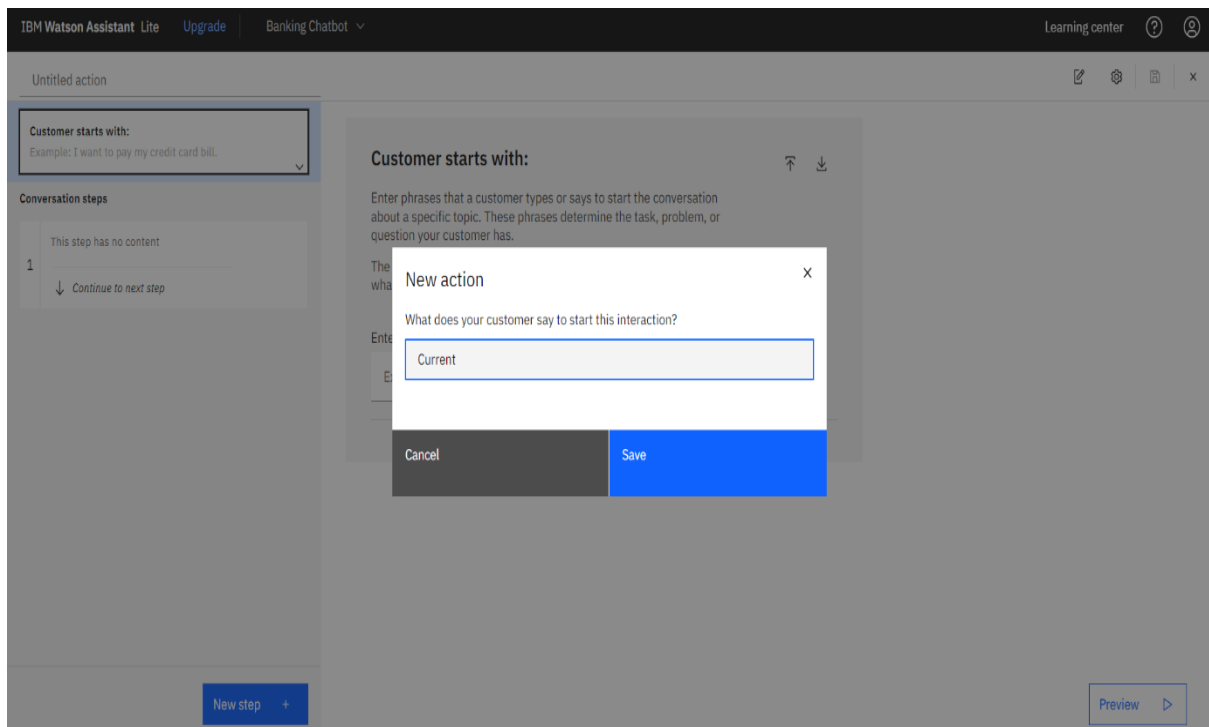 IBM Watson Assistant Lite Upgrade Banking Chatbot Learning center
Untitled action
Customer starts with:
Example: I want to pay my credit card bill.
Conversation steps
This step has no content
1
Continue to next step
New step +
Customer starts with:
Enter phrases that a customer types or says to start the conversation
about a specific topic. These phrases determine the task, problem, or
question your customer has.
The
wha
Ente
E
New action
What does your customer say to start this interaction?
Current
Cancel Save
Preview